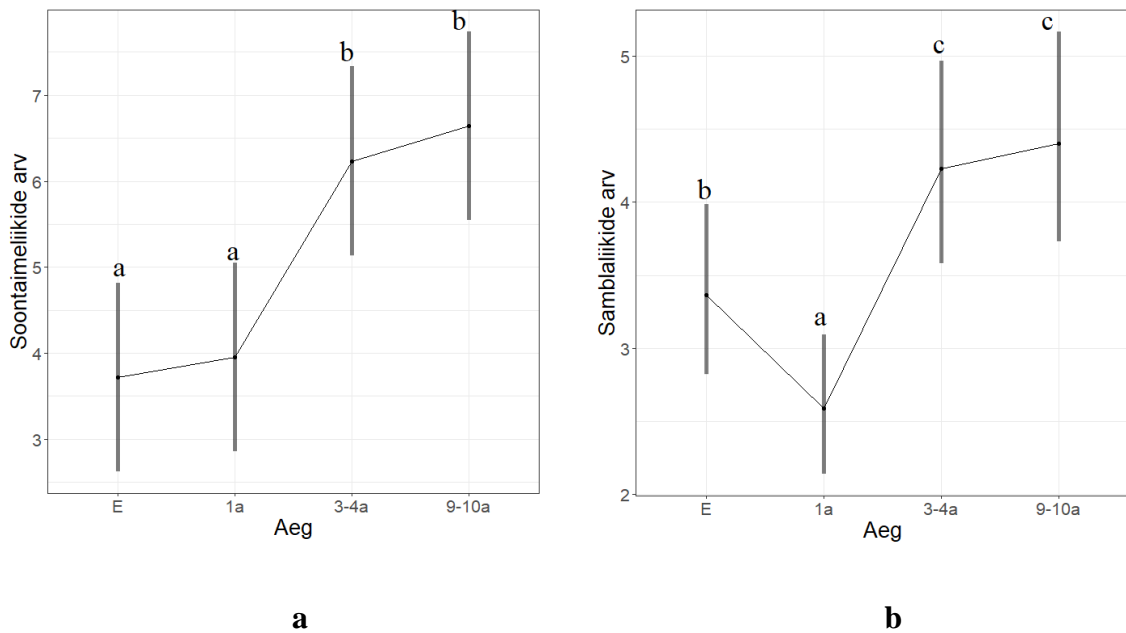 Soontaimeliikide arv
7
6
5
4
3
a
a
b
b
E
1a
3-4a
9-10a
Aeg
a
Samblaliikide arv
5
4
3
2
b
a
c
c
E
1a
3-4a
9-10a
Aeg
b